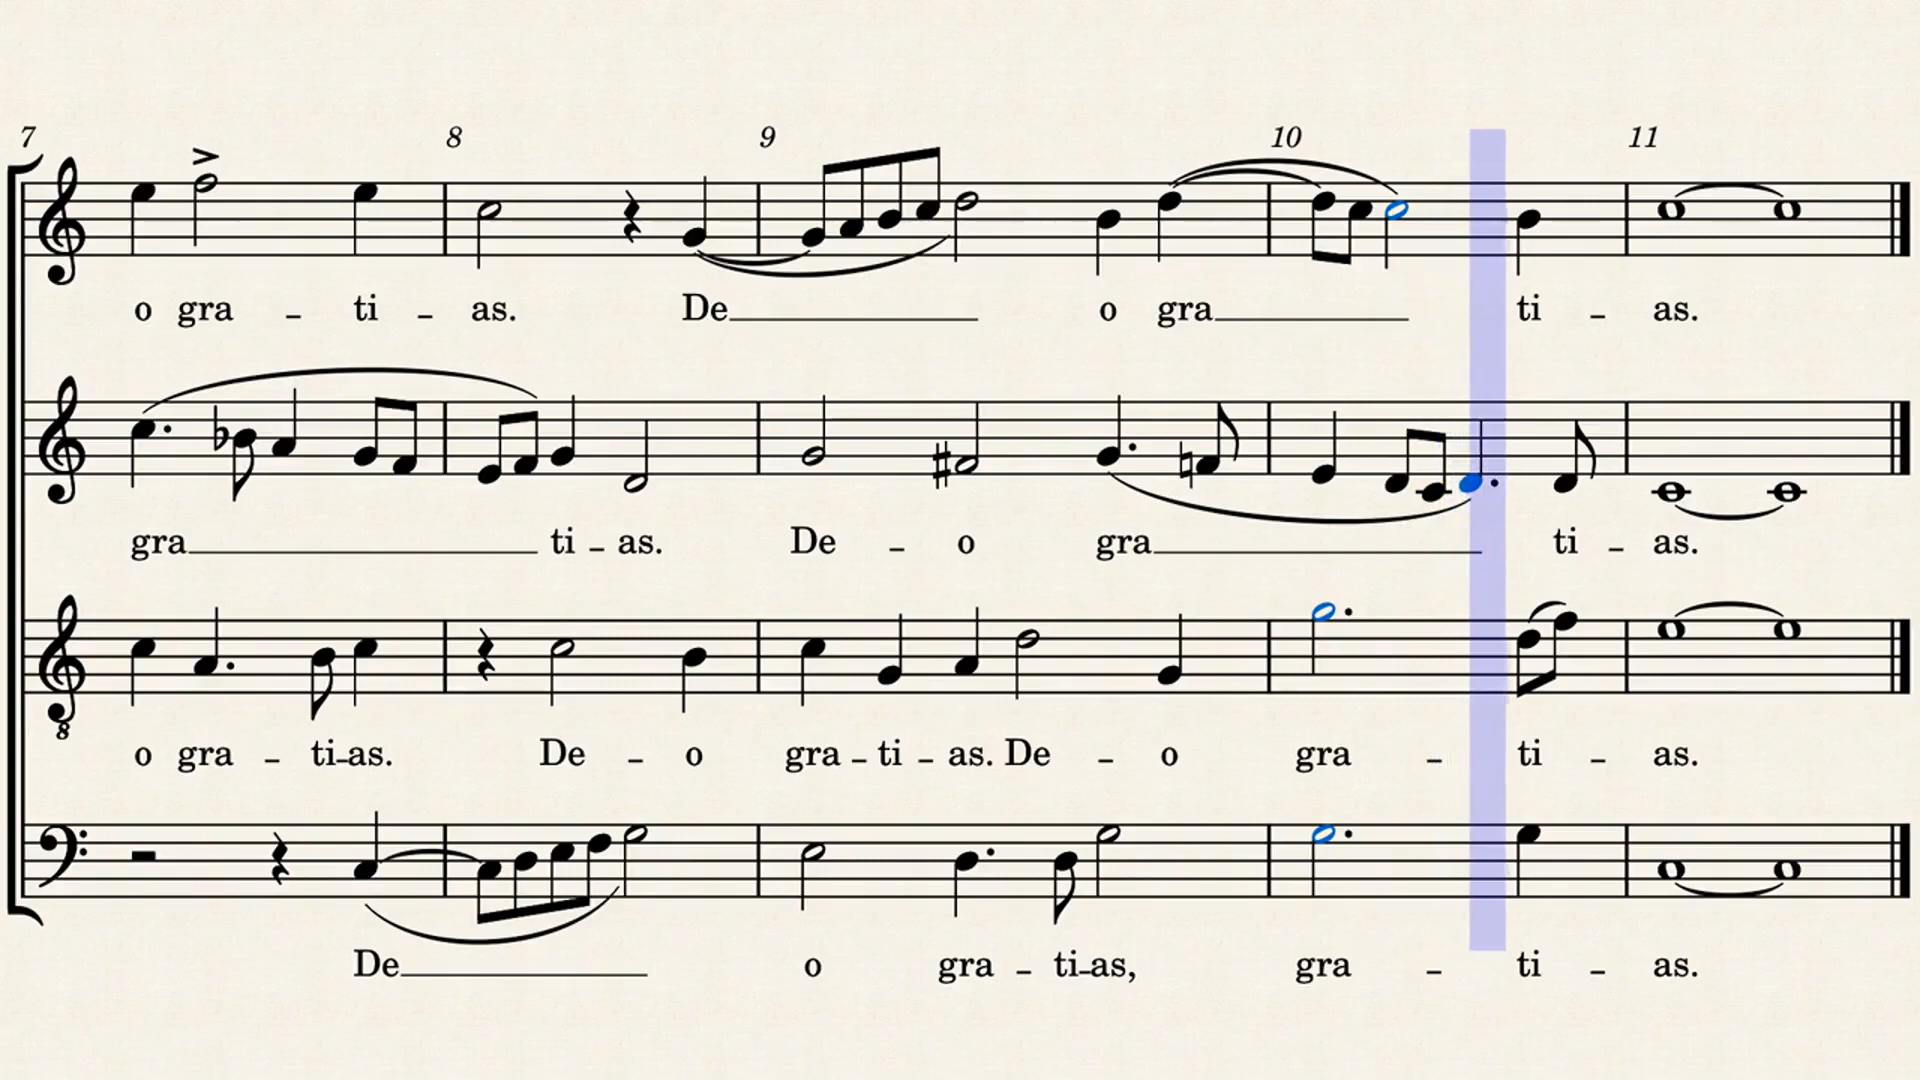 7 8 9 10 11
o gra - ti - as. De o gra ti - as.
gra ti - as. De - o gra ti - as.
8
o gra - ti-as. De - o gra - ti - as. De - o gra - ti - as.
De o gra - ti-as, gra - ti - as.